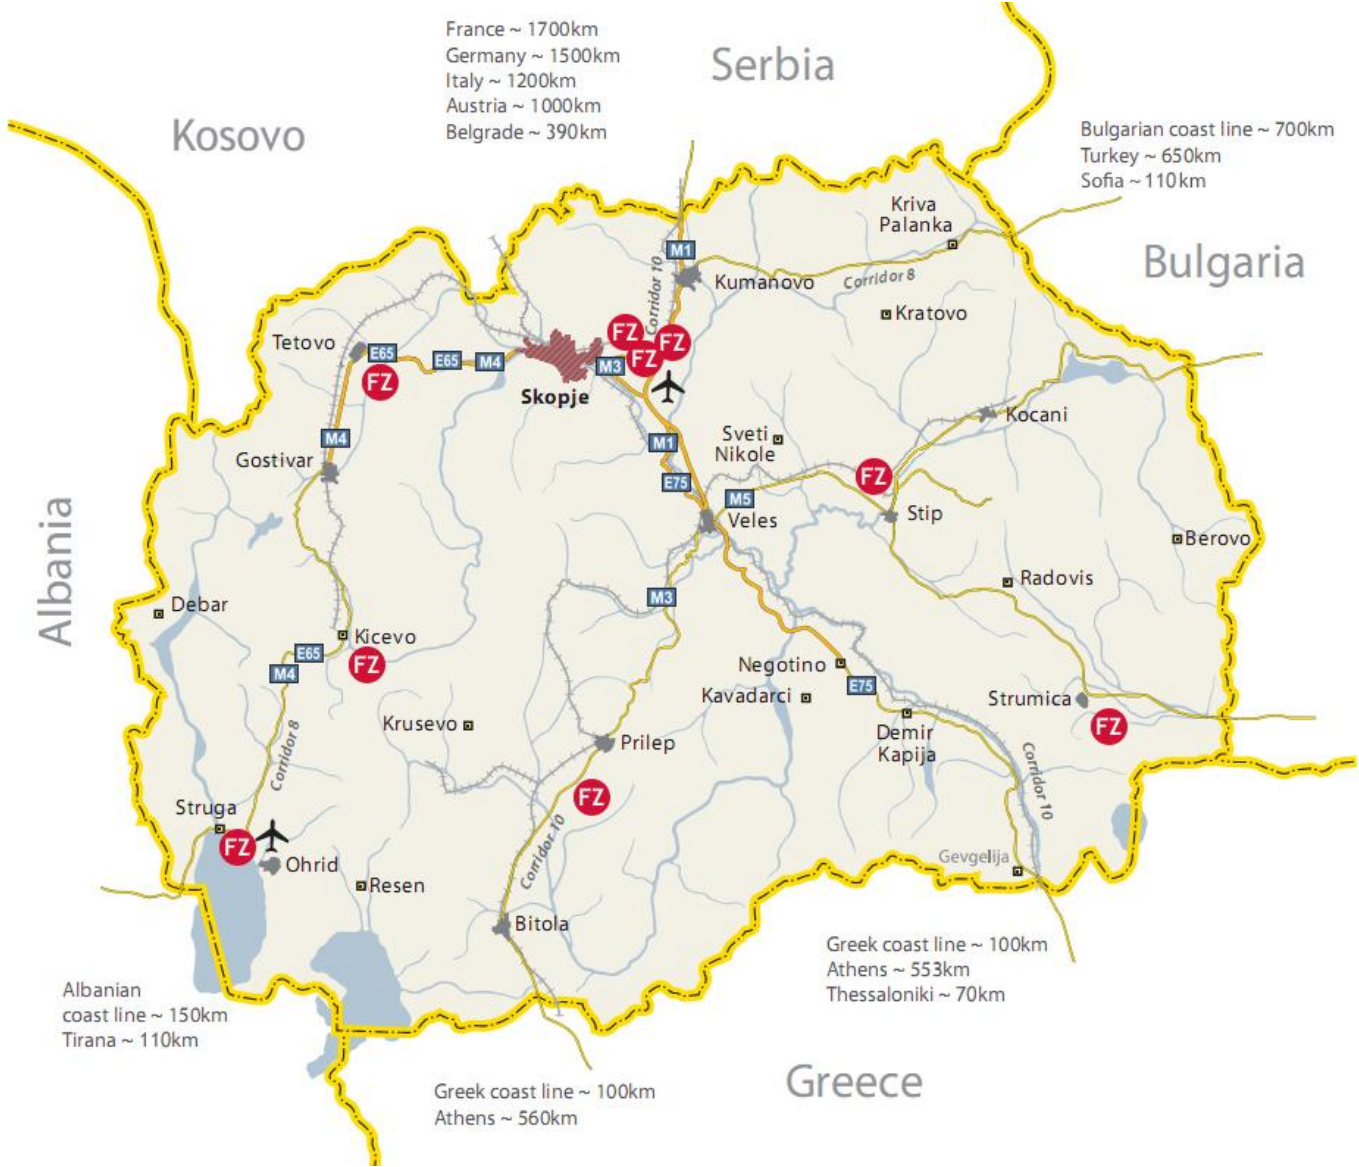 France ~ 1700km
Germany ~ 1500km
Italy ~ 1200km
Austria ~ 1000km
Belgrade ~ 390km
Serbia
Kosovo
Bulgarian coast line ~ 700km
Turkey ~ 650km
Sofia ~ 110km
Kriva
Palanka
Bulgaria
M1
Corridor 10
Kumanovo
Corridor 8
Kratovo
Tetovo
E65
E65
M4
FZ
FZ
FZ
M3
FZ
Skopje
Kocani
M4
M1
Sveti
Nikole
Gostivar
E75
FZ
M5
Veles
Stip
Albania
Berovo
Radovis
Debar
M3
Kicevo
E65
M4
FZ
Negotino
E75
Kavadarci
Strumica
FZ
Krusevo
Prilep
Demir
Kapija
Corridor 8
Corridor 10
FZ
Struga
FZ
Corridor 10
Ohrid
Gevgelija
Resen
Bitola
Greek coast line ~ 100km
Athens ~ 553km
Thessaloniki ~ 70km
Albanian
coast line ~ 150km
Tirana ~ 110km
Greece
Greek coast line ~ 100km
Athens ~ 560km